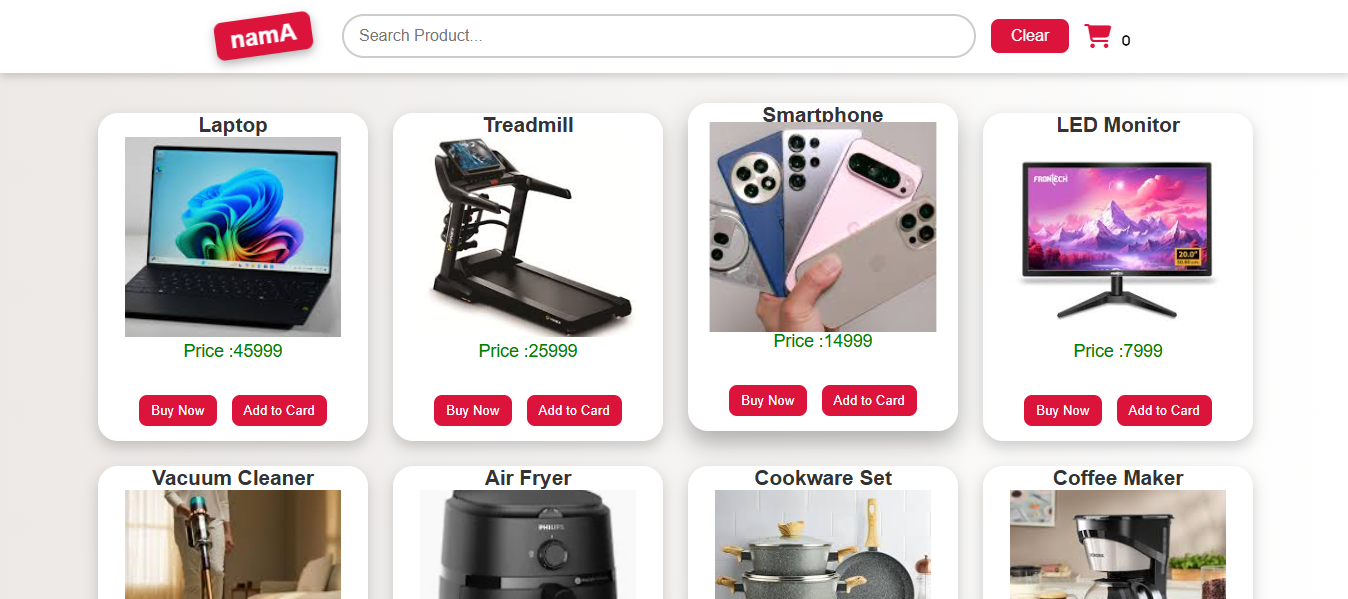 namA
Search Product...
Clear
0
Laptop
Treadmill
Smartphone
LED Monitor
FRONTECH
20.0"
Price :45999
Price :25999
Price :14999
Price :7999
Buy Now
Add to Card
Buy Now
Add to Card
Buy Now
Add to Card
Buy Now
Add to Card
Vacuum Cleaner
Air Fryer
Cookware Set
Coffee Maker
PHILIPS